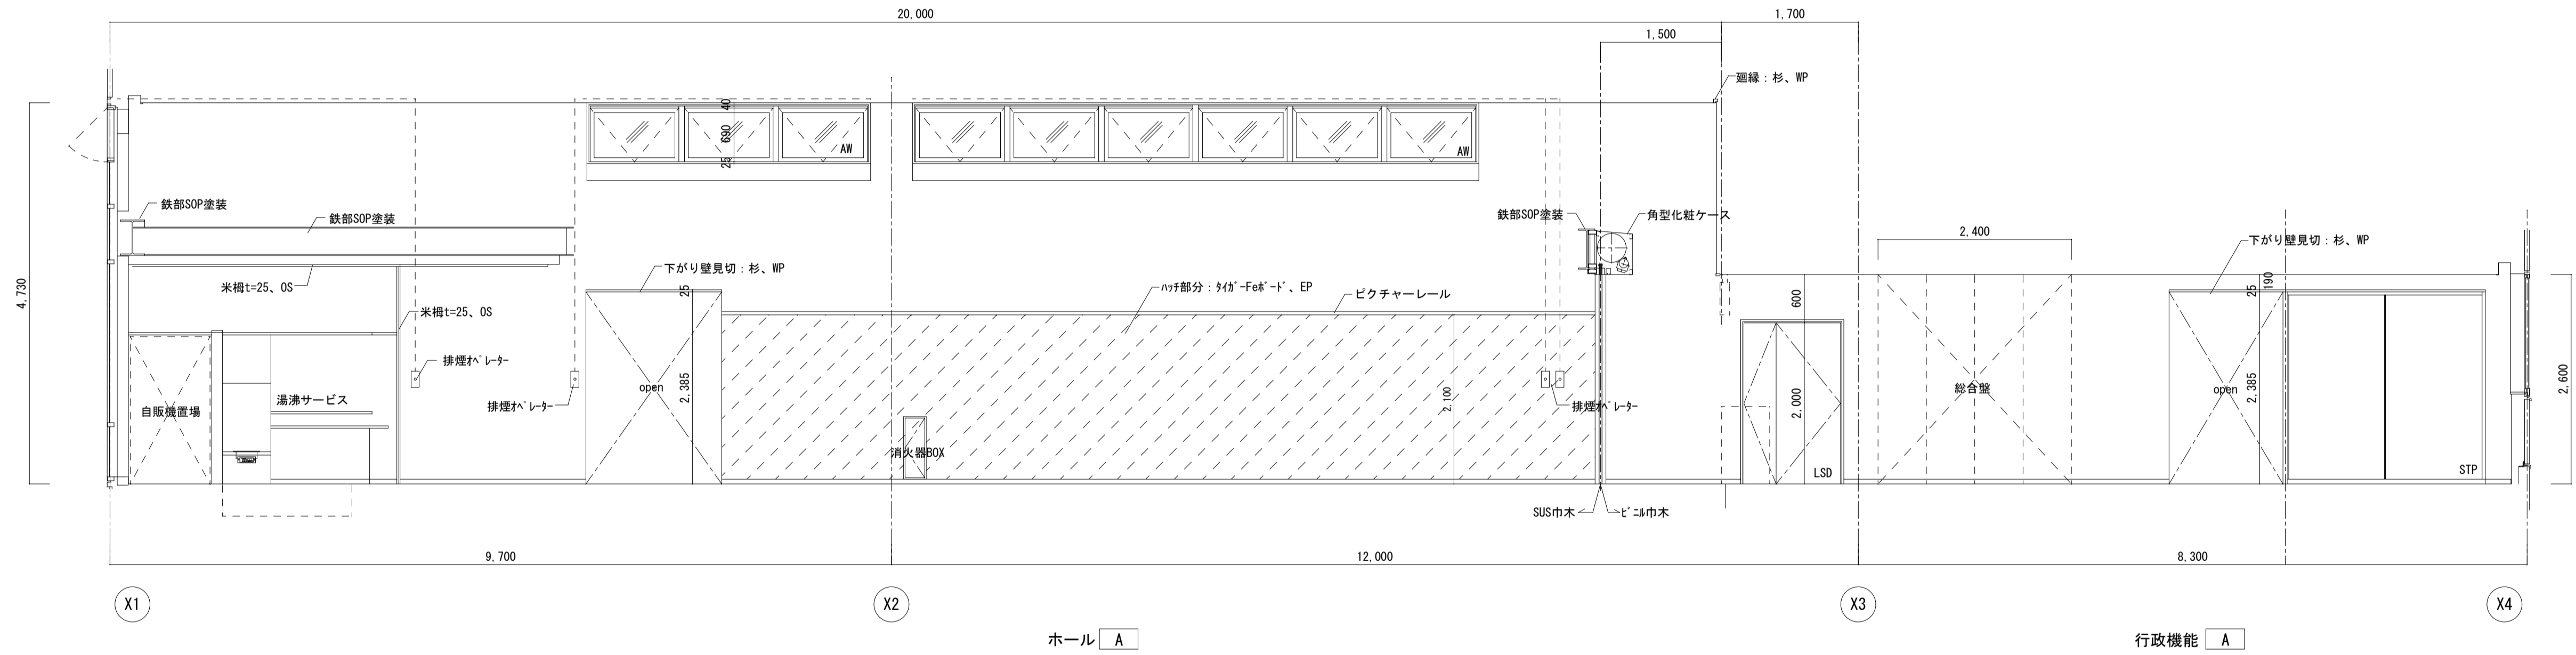 20,000
1,700
1,500
廻縁：杉、WP
40
690
25
AW
AW
4,730
鉄部SOP塗装
鉄部SOP塗装
鉄部SOP塗装
角型化粧ケース
2,400
下がり壁見切：杉、WP
下がり壁見切：杉、WP
米栂t=25、OS
米栂t=25、OS
25
ﾊｯﾁ部分：ﾀｲｶﾞｰFeﾎﾞｰﾄﾞ、EP
ピクチャーレール
600
25
190
2,600
排煙ｵﾍﾟﾚｰﾀｰ
排煙ｵﾍﾟﾚｰﾀｰ
排煙ｵﾍﾟﾚｰﾀｰ
自販機置場
湯沸サービス
open
2,385
2,100
2,000
総合盤
open
2,385
消火器BOX
LSD
STP
SUS巾木
ﾋﾞﾆﾙ巾木
9,700
12,000
8,300
X1
X2
X3
X4
ホール A
行政機能 A